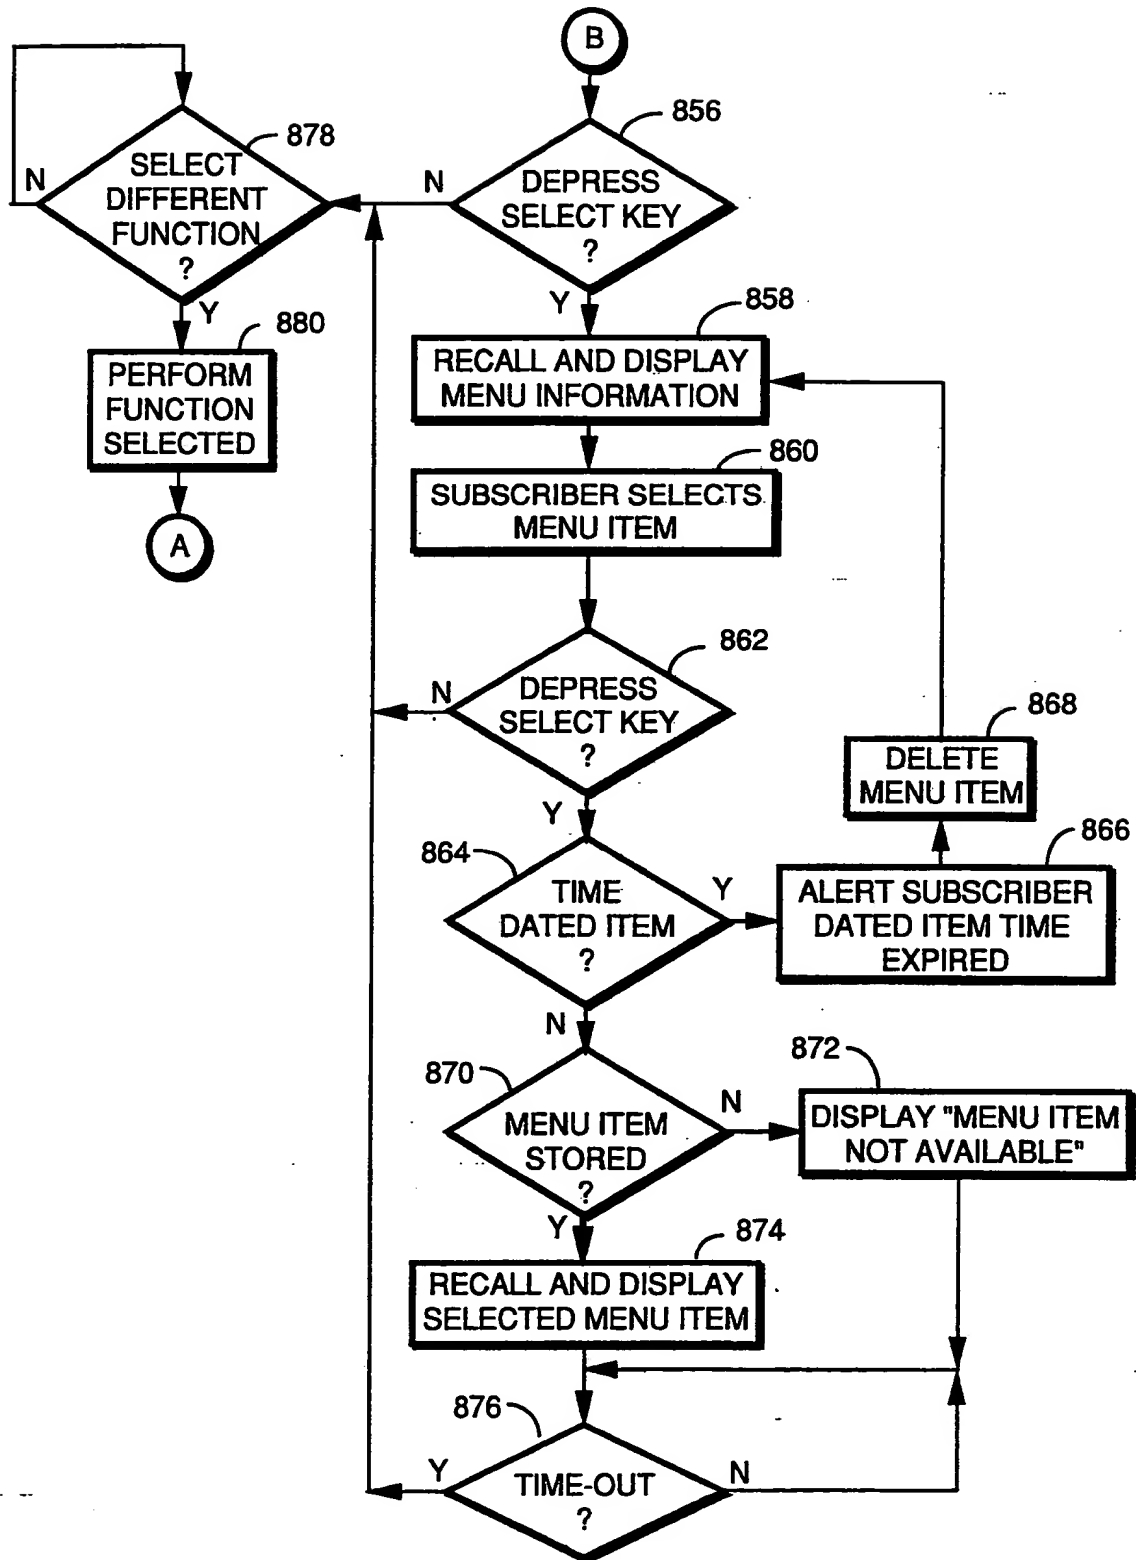 B
856
DEPRESS
SELECT KEY
?
N
Y
878
SELECT
DIFFERENT
FUNCTION
?
N
Y
880
PERFORM
FUNCTION
SELECTED
A
858
RECALL AND DISPLAY
MENU INFORMATION
860
SUBSCRIBER SELECTS
MENU ITEM
862
DEPRESS
SELECT KEY
?
N
Y
864
TIME
DATED ITEM
?
Y
N
866
ALERT SUBSCRIBER
DATED ITEM TIME
EXPIRED
868
DELETE
MENU ITEM
870
MENU ITEM
STORED
?
N
Y
872
DISPLAY "MENU ITEM
NOT AVAILABLE"
874
RECALL AND DISPLAY
SELECTED MENU ITEM
876
TIME-OUT
?
Y
N